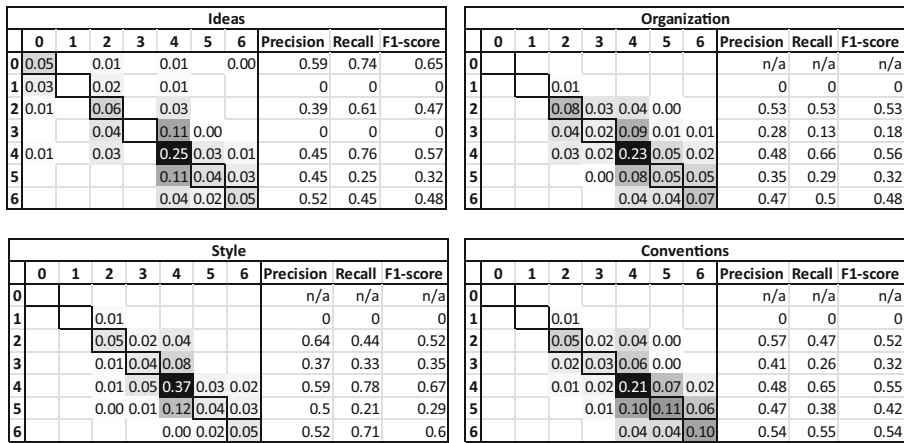 Ideas
0 1 2 3 4 5 6 Precision Recall F1-score
0 0.05 0.01 0.01 0.00 0.59 0.74 0.65
1 0.03 0.02 0.01 0 0 0
2 0.01 0.06 0.03 0.39 0.61 0.47
3 0.04 0.11 0.00 0 0 0
4 0.01 0.03 0.25 0.03 0.01 0.45 0.76 0.57
5 0.11 0.04 0.03 0.45 0.25 0.32
6 0.04 0.02 0.05 0.52 0.45 0.48
Organization
0 1 2 3 4 5 6 Precision Recall F1-score
0 n/a n/a n/a
1 0.01 0 0 0
2 0.08 0.03 0.04 0.00 0.53 0.53 0.53
3 0.04 0.02 0.09 0.01 0.01 0.28 0.13 0.18
4 0.03 0.02 0.23 0.05 0.02 0.48 0.66 0.56
5 0.00 0.08 0.05 0.05 0.35 0.29 0.32
6 0.04 0.04 0.07 0.47 0.5 0.48
Style
0 1 2 3 4 5 6 Precision Recall F1-score
0 n/a n/a n/a
1 0.01 0 0 0
2 0.05 0.02 0.04 0.64 0.44 0.52
3 0.01 0.04 0.08 0.37 0.33 0.35
4 0.01 0.05 0.37 0.03 0.02 0.59 0.78 0.67
5 0.00 0.01 0.12 0.04 0.03 0.5 0.21 0.29
6 0.00 0.02 0.05 0.52 0.71 0.6
Conventions
0 1 2 3 4 5 6 Precision Recall F1-score
0 n/a n/a n/a
1 0.01 0 0 0
2 0.05 0.02 0.04 0.00 0.57 0.47 0.52
3 0.02 0.03 0.06 0.00 0.41 0.26 0.32
4 0.01 0.02 0.21 0.07 0.02 0.48 0.65 0.55
5 0.01 0.10 0.11 0.06 0.47 0.38 0.42
6 0.04 0.04 0.10 0.54 0.55 0.54